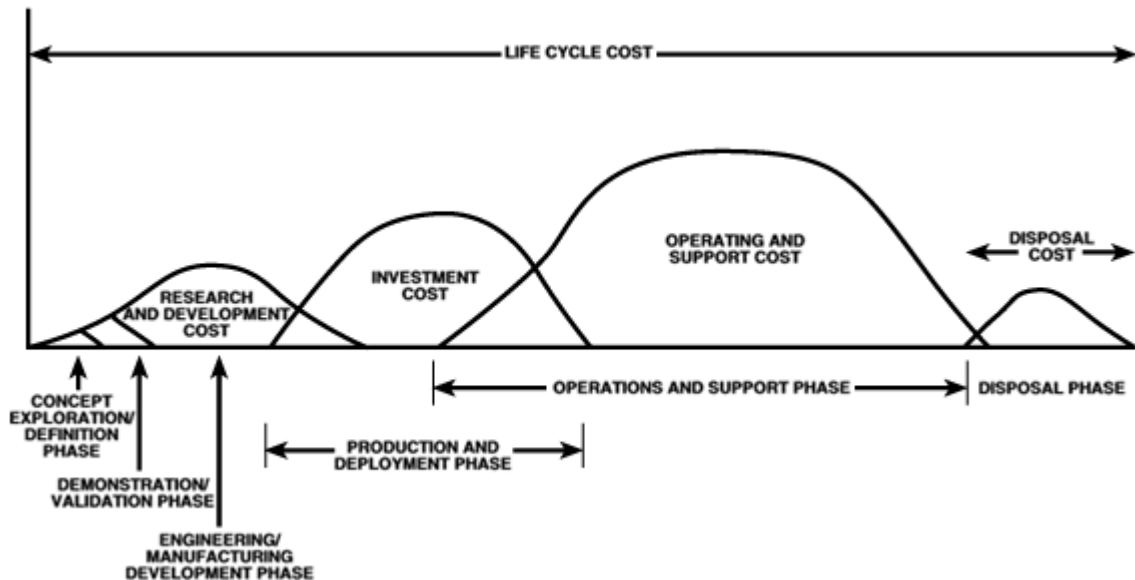 LIFE CYCLE COST
RESEARCH
AND DEVELOPMENT
COST
INVESTMENT
COST
OPERATING AND
SUPPORT COST
DISPOSAL
COST
CONCEPT
EXPLORATION/
DEFINITION
PHASE
DEMONSTRATION/
VALIDATION PHASE
ENGINEERING/
MANUFACTURING
DEVELOPMENT PHASE
PRODUCTION AND
DEPLOYMENT PHASE
OPERATIONS AND SUPPORT PHASE
DISPOSAL PHASE